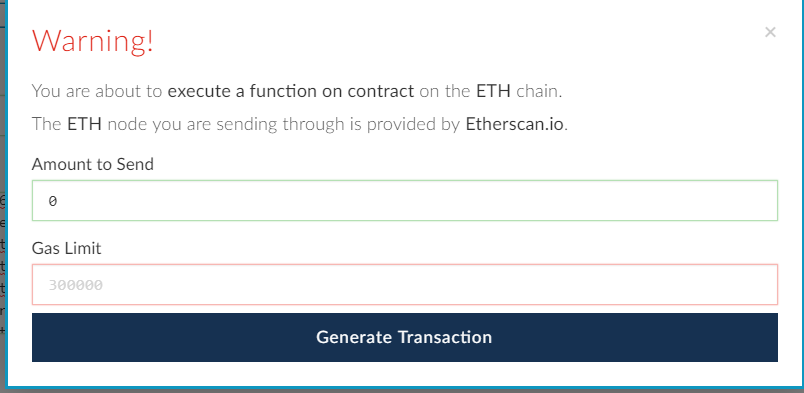 Warning!
×
You are about to execute a function on contract on the ETH chain.
The ETH node you are sending through is provided by Etherscan.io.
Amount to Send
0
Gas Limit
300000
Generate Transaction